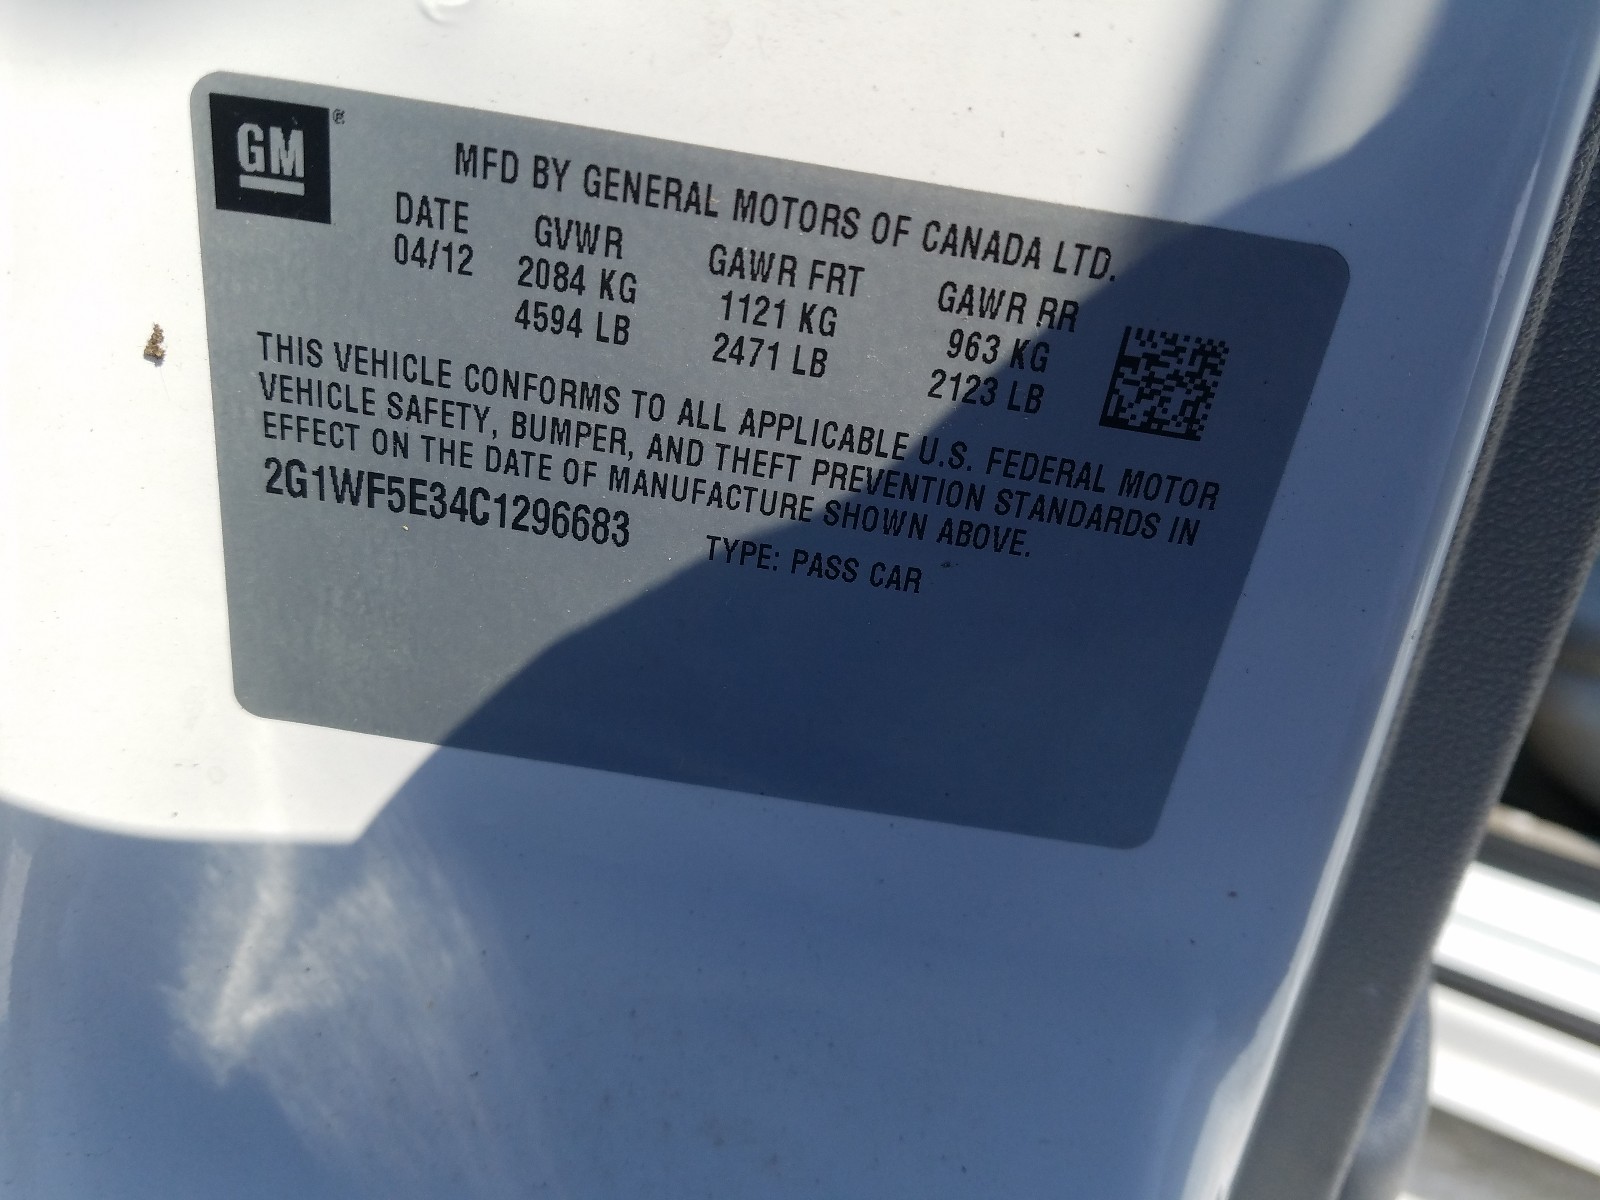 GM ®
MFD BY GENERAL MOTORS OF CANADA LTD.
DATE GVWR GAWR FRT GAWR RR
04/12 2084 KG 1121 KG 963 KG
4594 LB 2471 LB 2123 LB
THIS VEHICLE CONFORMS TO ALL APPLICABLE U.S. FEDERAL MOTOR
VEHICLE SAFETY, BUMPER, AND THEFT PREVENTION STANDARDS IN
EFFECT ON THE DATE OF MANUFACTURE SHOWN ABOVE.
2G1WF5E34C1296683 TYPE: PASS CAR